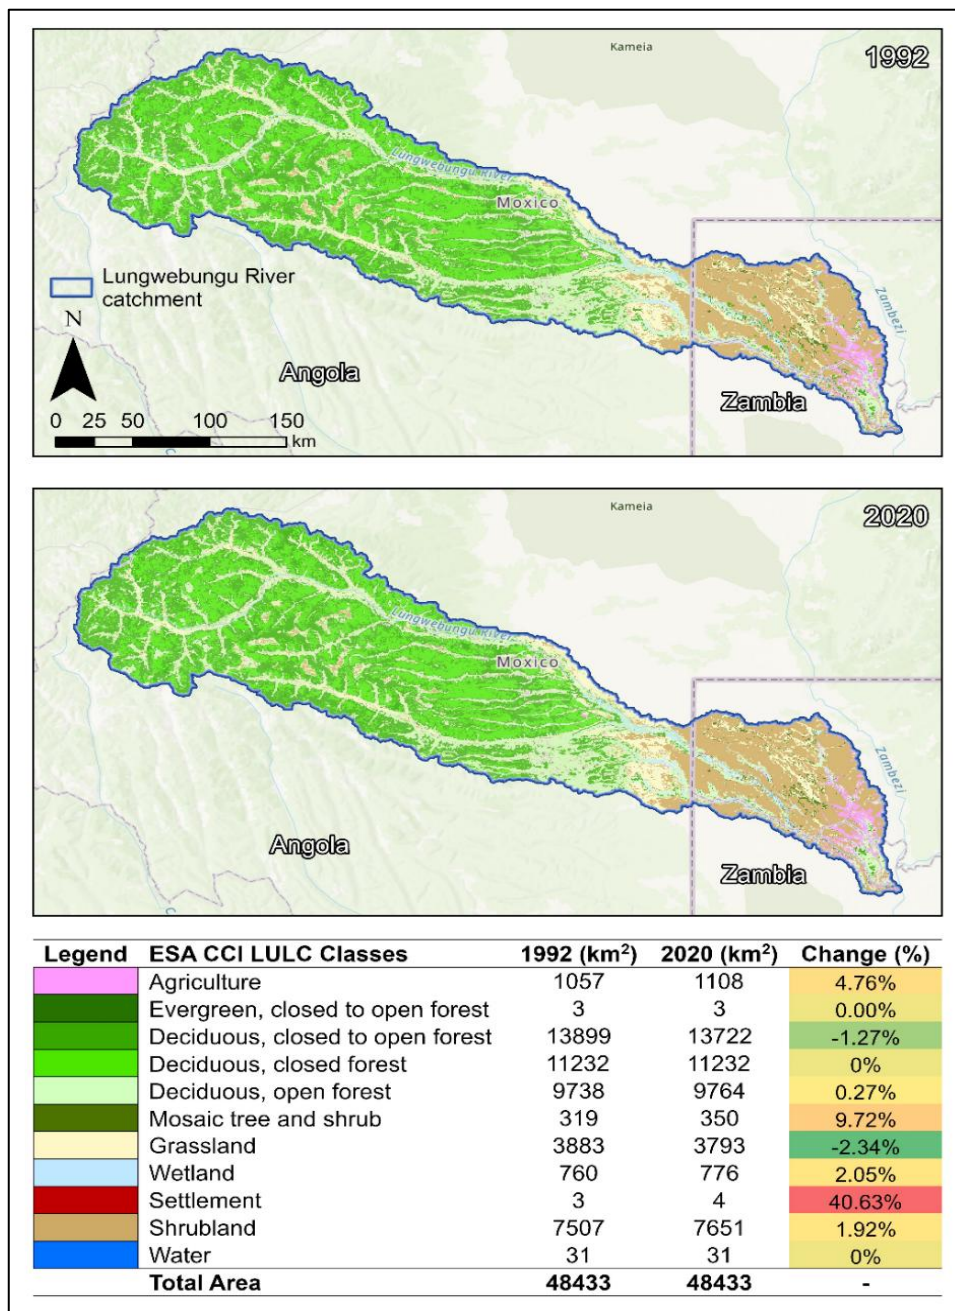 Kameia
1992
Lungwebungu River
Moxico
Lungwebungu River
catchment
N
Zambezi
Angola
Zambia
0 25 50 100 150
km
Kameia
2020
Lungwebungu River
Moxico
Zambezi
Angola
Zambia
Legend ESA CCI LULC Classes 1992 (km²) 2020 (km²) Change (%)
Agriculture 1057 1108 4.76%
Evergreen, closed to open forest 3 3 0.00%
Deciduous, closed to open forest 13899 13722 -1.27%
Deciduous, closed forest 11232 11232 0%
Deciduous, open forest 9738 9764 0.27%
Mosaic tree and shrub 319 350 9.72%
Grassland 3883 3793 -2.34%
Wetland 760 776 2.05%
Settlement 3 4 40.63%
Shrubland 7507 7651 1.92%
Water 31 31 0%
Total Area 48433 48433 -